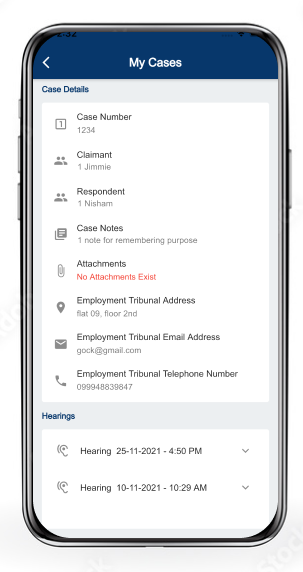 My Cases
Case Details
Case Number
1234
Claimant
1 Jimmie
Respondent
1 Nisham
Case Notes
1 note for remembering purpose
Attachments
No Attachments Exist
Employment Tribunal Address
flat 09, floor 2nd
Employment Tribunal Email Address
gock@gmail.com
Employment Tribunal Telephone Number
099948839847
Hearings
Hearing 25-11-2021 - 4:50 PM
Hearing 10-11-2021 - 10:29 AM